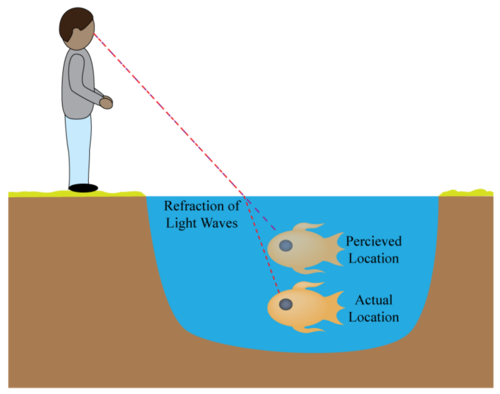 Refraction of
Light Waves
Percieved
Location
Actual
Location